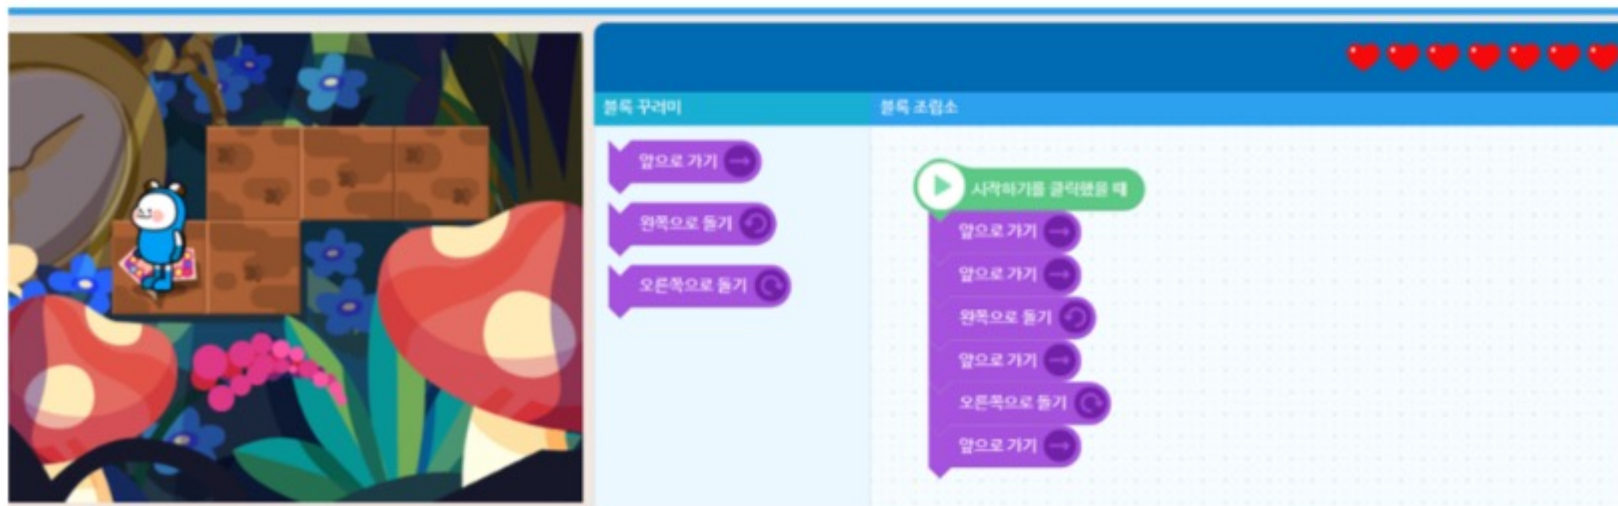 블록 꾸러미
블록 조립소
앞으로 가기
왼쪽으로 돌기
오른쪽으로 돌기
시작하기를 클릭했을 때
앞으로 가기
앞으로 가기
왼쪽으로 돌기
앞으로 가기
오른쪽으로 돌기
앞으로 가기